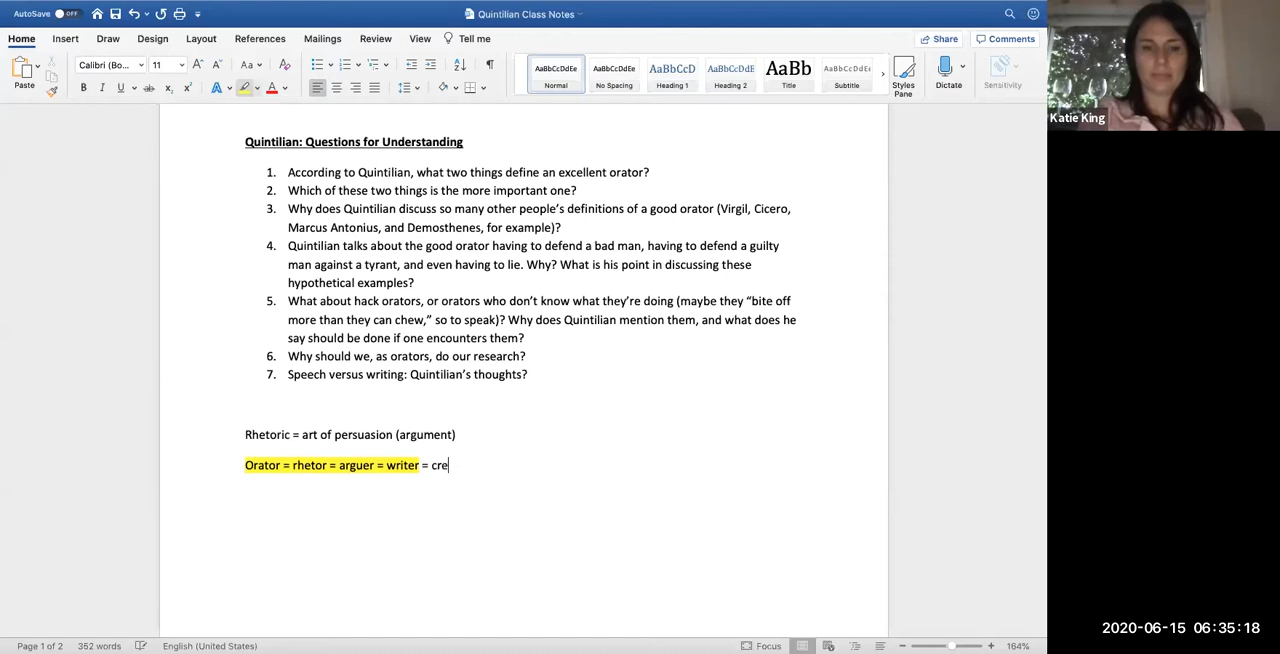 AutoSave OFF
Quintilian Class Notes
Home Insert Draw Design Layout References Mailings Review View Tell me
Share Comments
Paste
Calibri (Bo... 11
AaBbCcDdEe AaBbCcDdEe AaBbCcD AaBbCcDdE AaBb AaBbCcDdE
Normal No Spacing Heading 1 Heading 2 Title Subtitle
Styles Pane
Dictate
Sensitivity
Katie King
Quintilian: Questions for Understanding
1. According to Quintilian, what two things define an excellent orator?
2. Which of these two things is the more important one?
3. Why does Quintilian discuss so many other people’s definitions of a good orator (Virgil, Cicero,
Marcus Antonius, and Demosthenes, for example)?
4. Quintilian talks about the good orator having to defend a bad man, having to defend a guilty
man against a tyrant, and even having to lie. Why? What is his point in discussing these
hypothetical examples?
5. What about hack orators, or orators who don’t know what they’re doing (maybe they “bite off
more than they can chew,” so to speak)? Why does Quintilian mention them, and what does he
say should be done if one encounters them?
6. Why should we, as orators, do our research?
7. Speech versus writing: Quintilian’s thoughts?
Rhetoric = art of persuasion (argument)
Orator = rhetor = arguer = writer = cre
2020-06-15 06:35:18
Page 1 of 2 352 words English (United States) Focus 164%